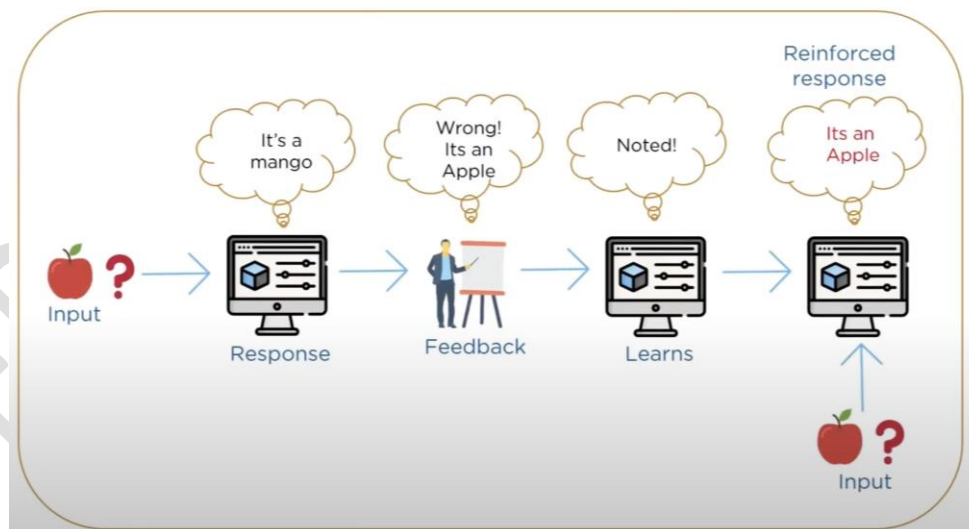 Reinforced
response
It's a
mango
Wrong!
Its an
Apple
Noted!
Its an
Apple
?
Input
Response
Feedback
Learns
?
Input